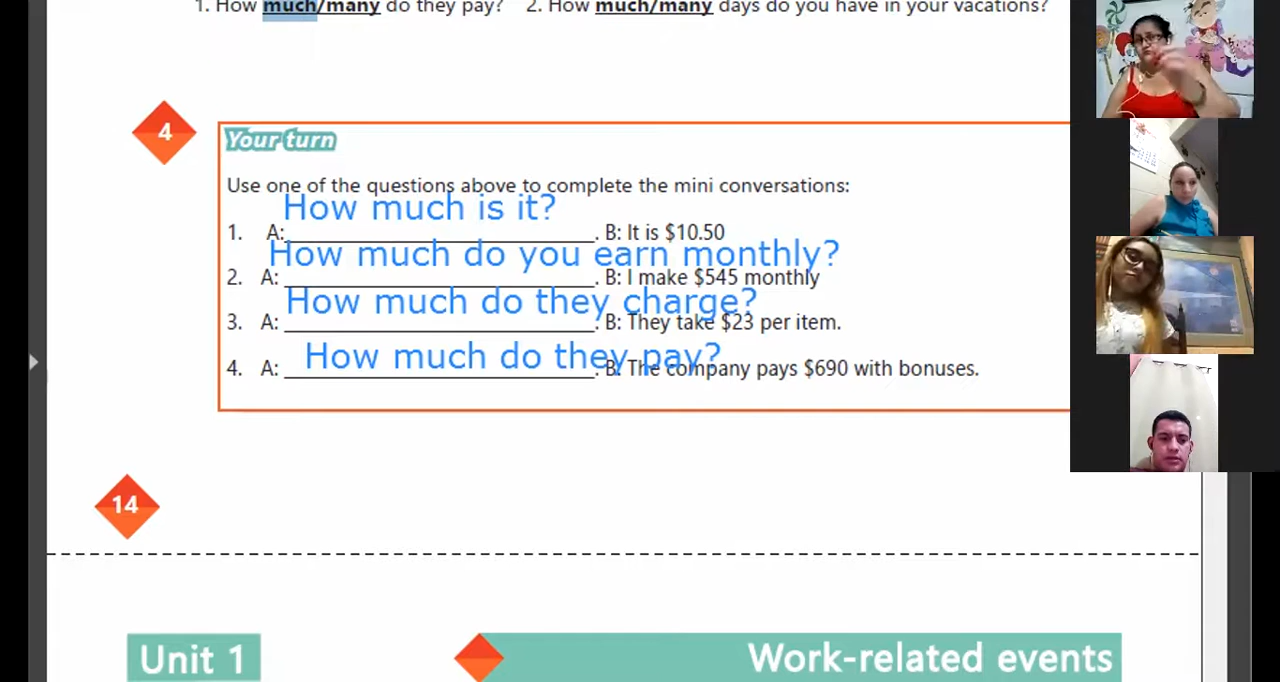 1. How much/many do they pay? 2. How much/many days do you have in your vacations?
4
Your turn
Use one of the questions above to complete the mini conversations:
How much is it?
1. A:____________________. B: It is $10.50
How much do you earn monthly?
2. A: ____________________. B: I make $545 monthly
How much do they charge?
3. A: ____________________. B: They take $23 per item.
How much do they pay?
4. A: ____________________. B: The company pays $690 with bonuses.
14
Unit 1
Work-related events